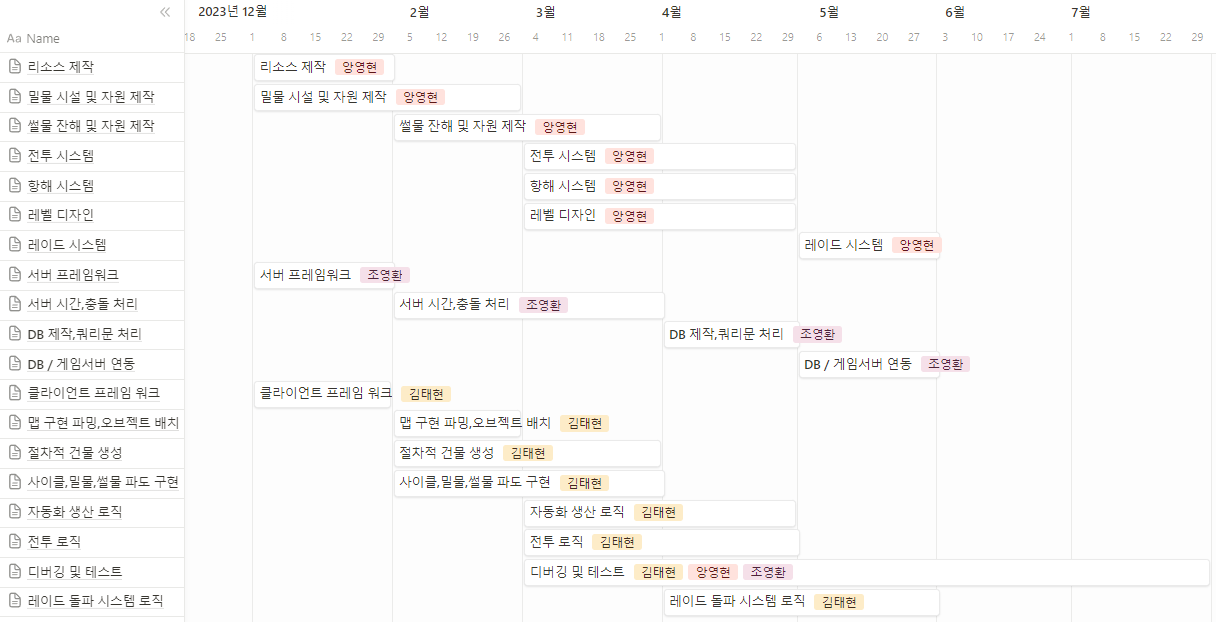 2023년 12월 2월 3월 4월 5월 6월 7월
Aa Name 18 25 1 8 15 22 29 5 12 19 26 4 11 18 25 1 8 15 22 29 6 13 20 27 3 10 17 24 1 8 15 22 29
리소스 제작 리소스 제작 양영현
밀물 시설 및 자원 제작 밀물 시설 및 자원 제작 양영현
썰물 잔해 및 자원 제작 썰물 잔해 및 자원 제작 양영현
전투 시스템 전투 시스템 양영현
항해 시스템 항해 시스템 양영현
레벨 디자인 레벨 디자인 양영현
레이드 시스템 레이드 시스템 양영현
서버 프레임워크 서버 프레임워크 조영환
서버 시간,충돌 처리 서버 시간,충돌 처리 조영환
DB 제작,쿼리문 처리 DB 제작,쿼리문 처리 조영환
DB / 게임서버 연동 DB / 게임서버 연동 조영환
클라이언트 프레임 워크 클라이언트 프레임 워크 김태현
맵 구현 파밍,오브젝트 배치 맵 구현 파밍,오브젝트 배치 김태현
절차적 건물 생성 절차적 건물 생성 김태현
사이클,밀물,썰물 파도 구현 사이클,밀물,썰물 파도 구현 김태현
자동화 생산 로직 자동화 생산 로직 김태현
전투 로직 전투 로직 김태현
디버깅 및 테스트 디버깅 및 테스트 김태현 양영현 조영환
레이드 돌파 시스템 로직 레이드 돌파 시스템 로직 김태현